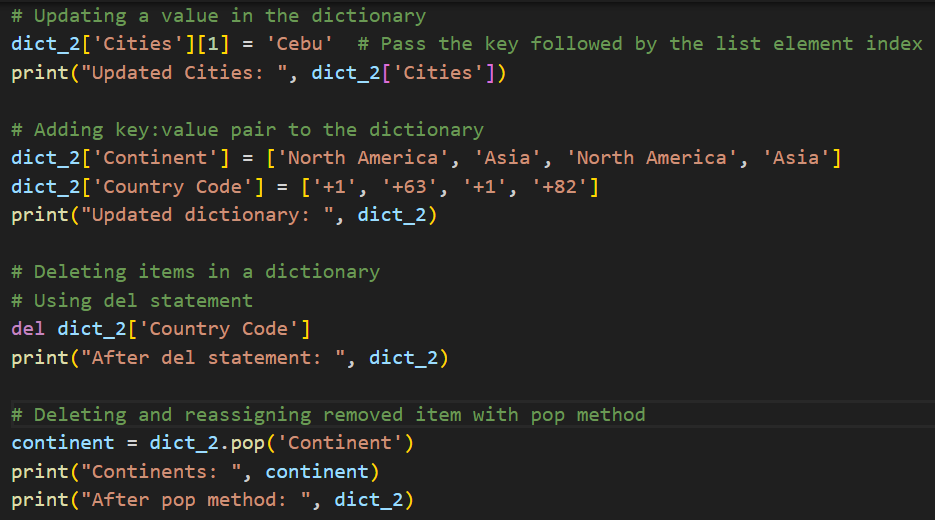 # Updating a value in the dictionary
dict_2['Cities'][1] = 'Cebu'  # Pass the key followed by the list element index
print("Updated Cities: ", dict_2['Cities'])
# Adding key:value pair to the dictionary
dict_2['Continent'] = ['North America', 'Asia', 'North America', 'Asia']
dict_2['Country Code'] = ['+1', '+63', '+1', '+82']
print("Updated dictionary: ", dict_2)
# Deleting items in a dictionary
# Using del statement
del dict_2['Country Code']
print("After del statement: ", dict_2)
# Deleting and reassigning removed item with pop method
continent = dict_2.pop('Continent')
print("Continents: ", continent)
print("After pop method: ", dict_2)